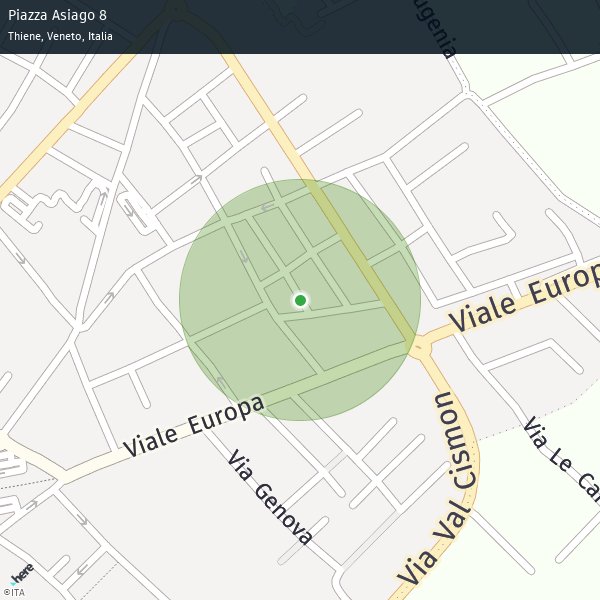 Piazza Asiago 8
Thiene, Veneto, Italia
ugenia
Viale Europ
Viale Europa
Via Genova
Via Val Cismon
Via Le Ca
here
©ITA